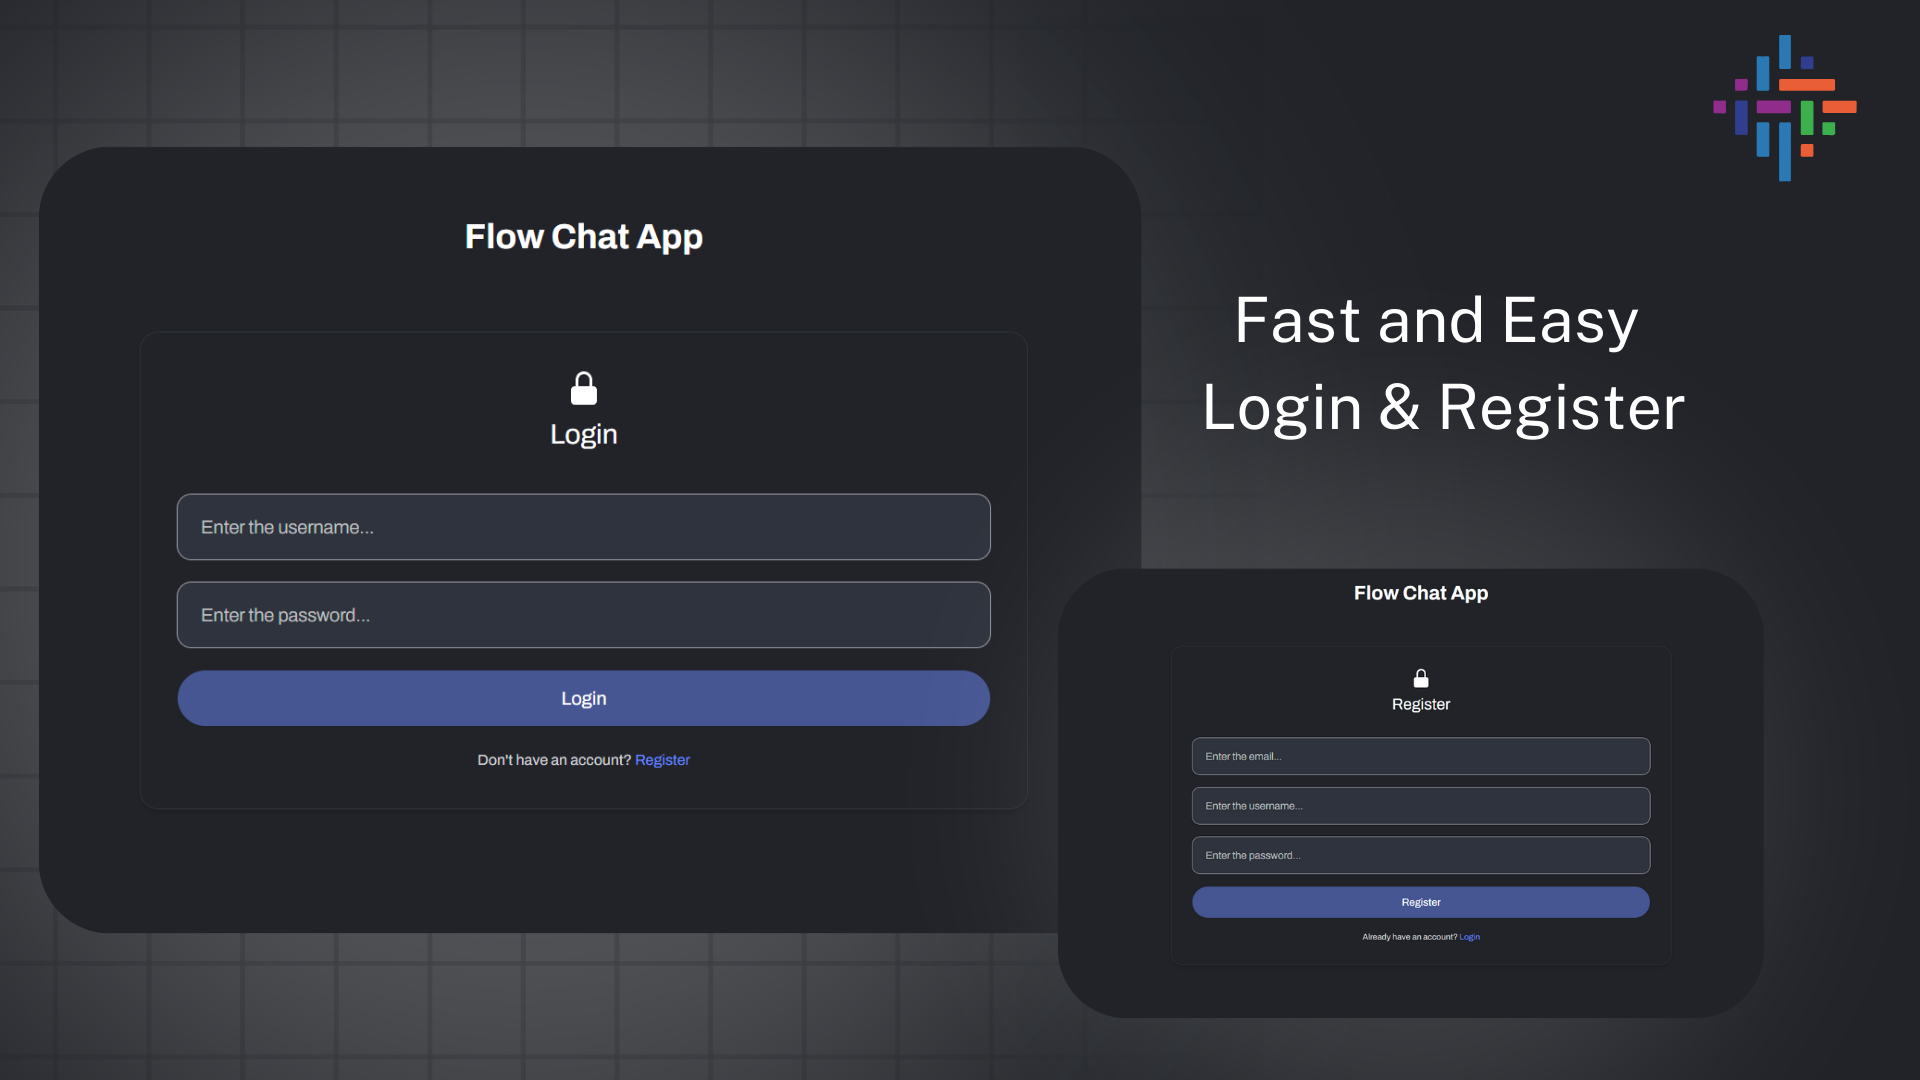 Flow Chat App
Login
Enter the username...
Enter the password...
Login
Don't have an account? Register
Fast and Easy
Login & Register
Flow Chat App
Register
Enter the email...
Enter the username...
Enter the password...
Register
Already have an account? Login